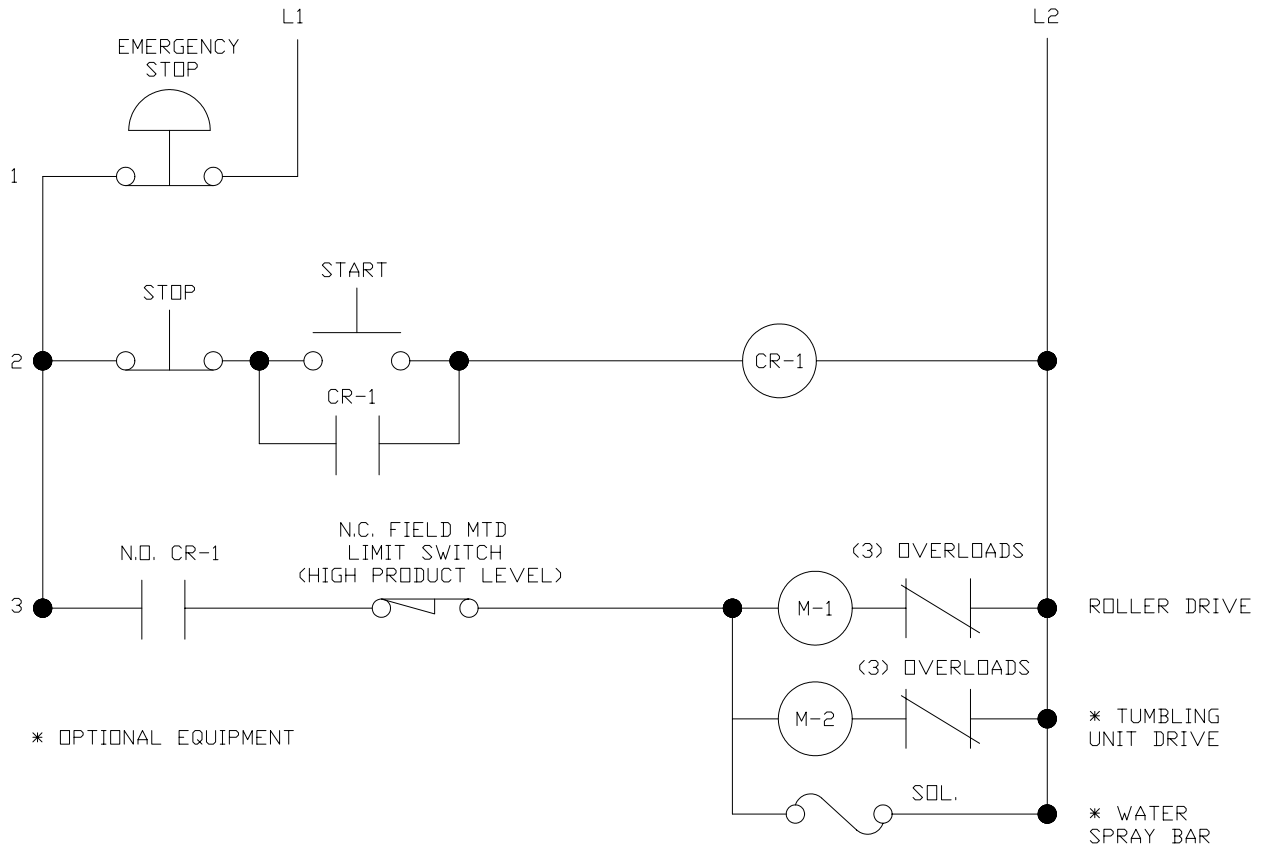 L1
L2
EMERGENCY
STOP
1
START
STOP
2
CR-1
CR-1
N.C. FIELD MTD
LIMIT SWITCH
(HIGH PRODUCT LEVEL)
N.O. CR-1
(3) OVERLOADS
3
M-1
ROLLER DRIVE
(3) OVERLOADS
M-2
* TUMBLING
UNIT DRIVE
* OPTIONAL EQUIPMENT
SOL.
* WATER
SPRAY BAR